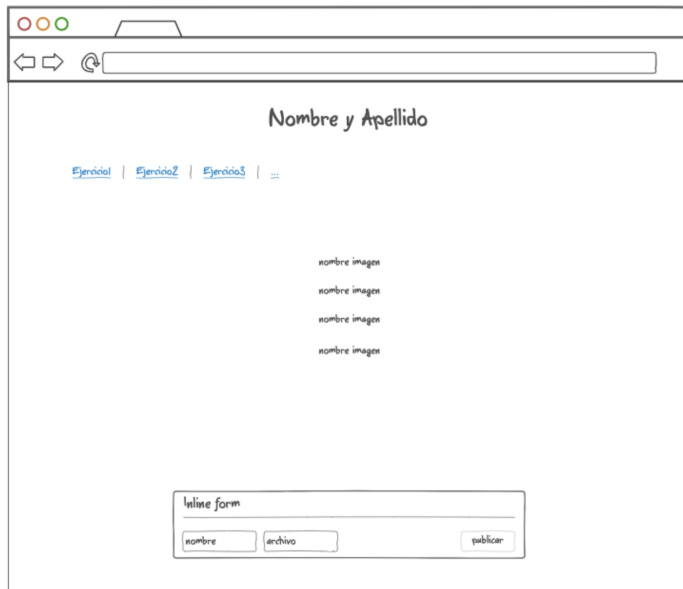 Nombre y Apellido
Ejercicio1 | Ejercicio2 | Ejercicio3 | ...
nombre imagen
nombre imagen
nombre imagen
nombre imagen
Inline form
nombre archivo publicar